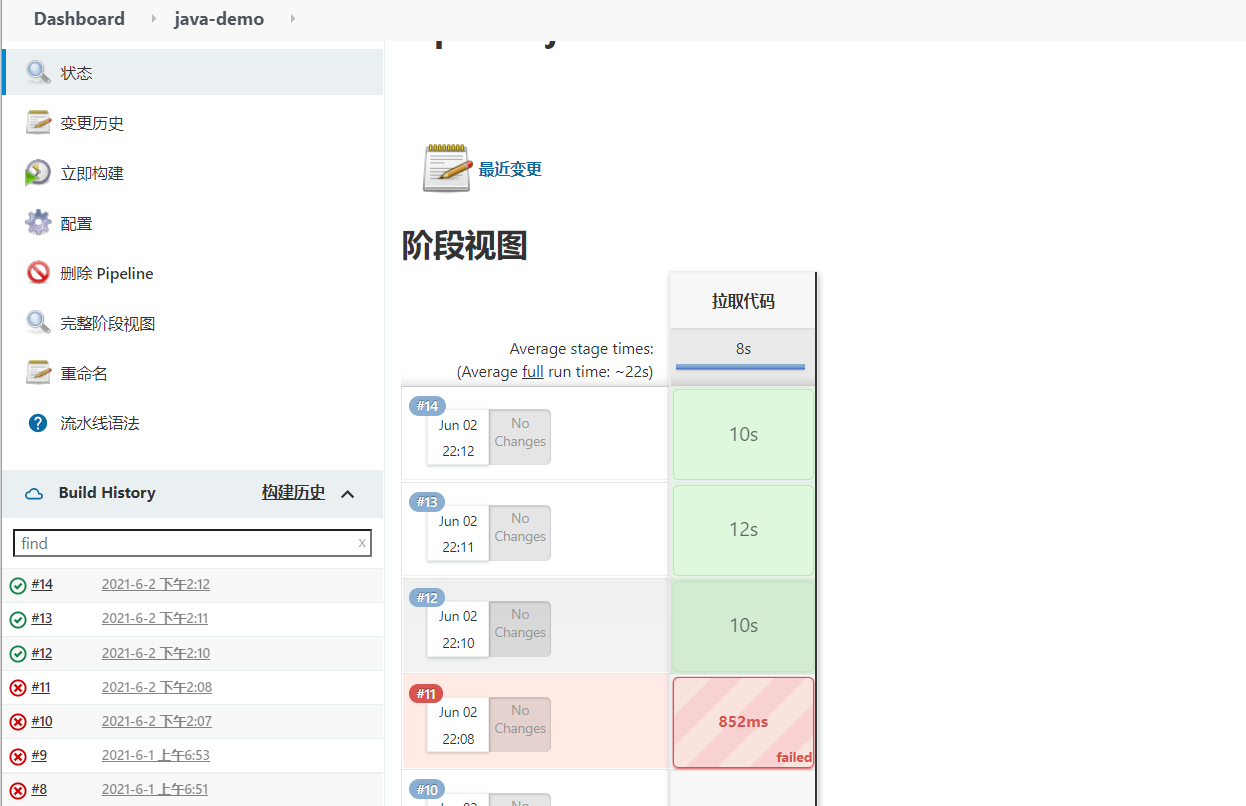 Dashboard java-demo
状态
变更历史
立即构建
配置
删除 Pipeline
完整阶段视图
重命名
流水线语法
Build History 构建历史
find x
#14 2021-6-2 下午2:12
#13 2021-6-2 下午2:11
#12 2021-6-2 下午2:10
#11 2021-6-2 下午2:08
#10 2021-6-2 下午2:07
#9 2021-6-1 上午6:53
#8 2021-6-1 上午6:51
最近变更
阶段视图
拉取代码
Average stage times: 8s
(Average full run time: ~22s)
#14
Jun 02
22:12
No
Changes
10s
#13
Jun 02
22:11
No
Changes
12s
#12
Jun 02
22:10
No
Changes
10s
#11
Jun 02
22:08
No
Changes
852ms
failed
#10